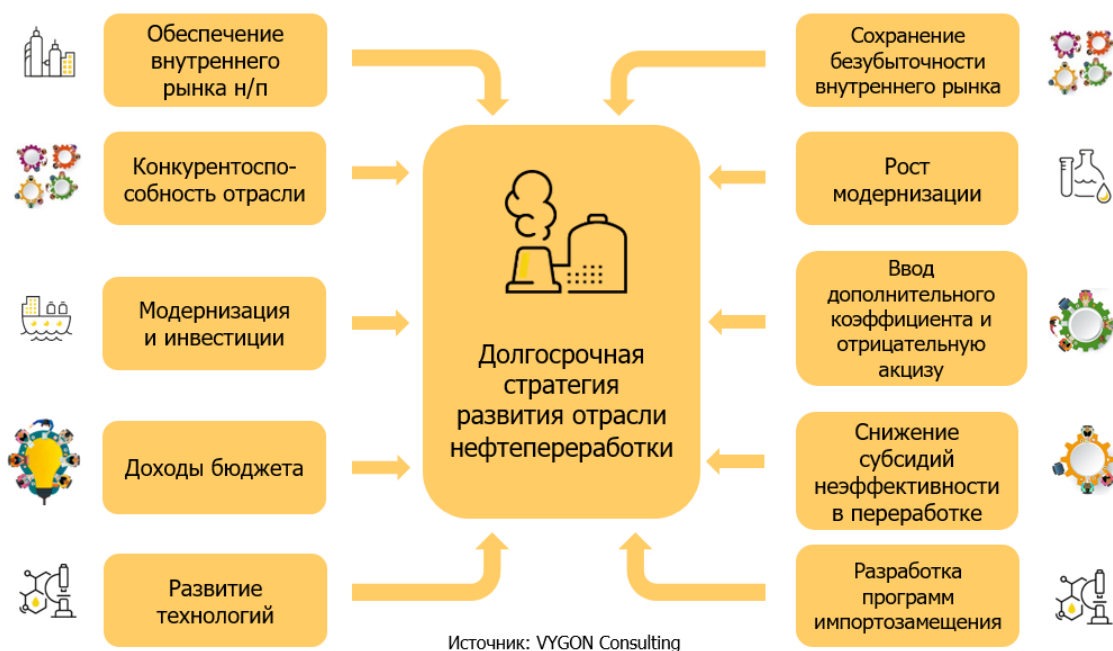 Обеспечение
внутреннего
рынка н/п
Конкурентоспо-
собность отрасли
Модернизация
и инвестиции
Доходы бюджета
Развитие
технологий
Долгосрочная
стратегия
развития отрасли
нефтепереработки
Сохранение
безубыточности
внутреннего рынка
Рост
модернизации
Ввод
дополнительного
коэффициента и
отрицательную
акцизу
Снижение
субсидий
неэффективности
в переработке
Разработка
программ
импортозамещения
Источник: VYGON Consulting